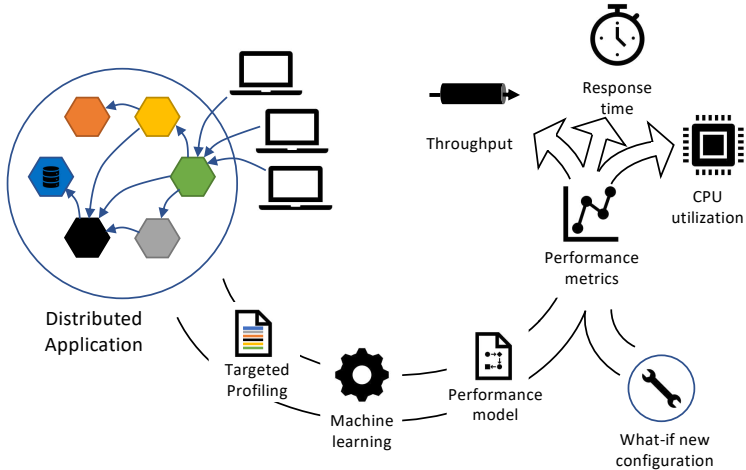 Response
time
Throughput
CPU
utilization
Performance
metrics
Distributed
Application
Targeted
Profiling
Machine
learning
Performance
model
What-if new
configuration